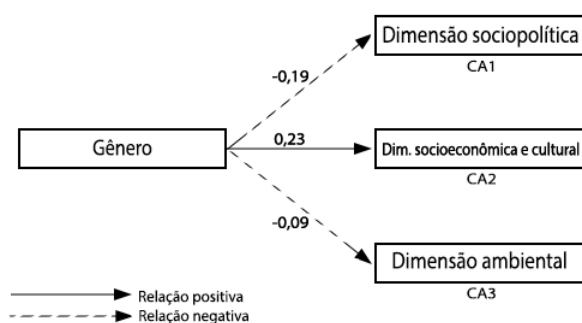 Dimensão sociopolítica
CA1
-0,19
Gênero
0,23
Dim. socioeconômica e cultural
CA2
-0,09
Dimensão ambiental
CA3
Relação positiva
Relação negativa